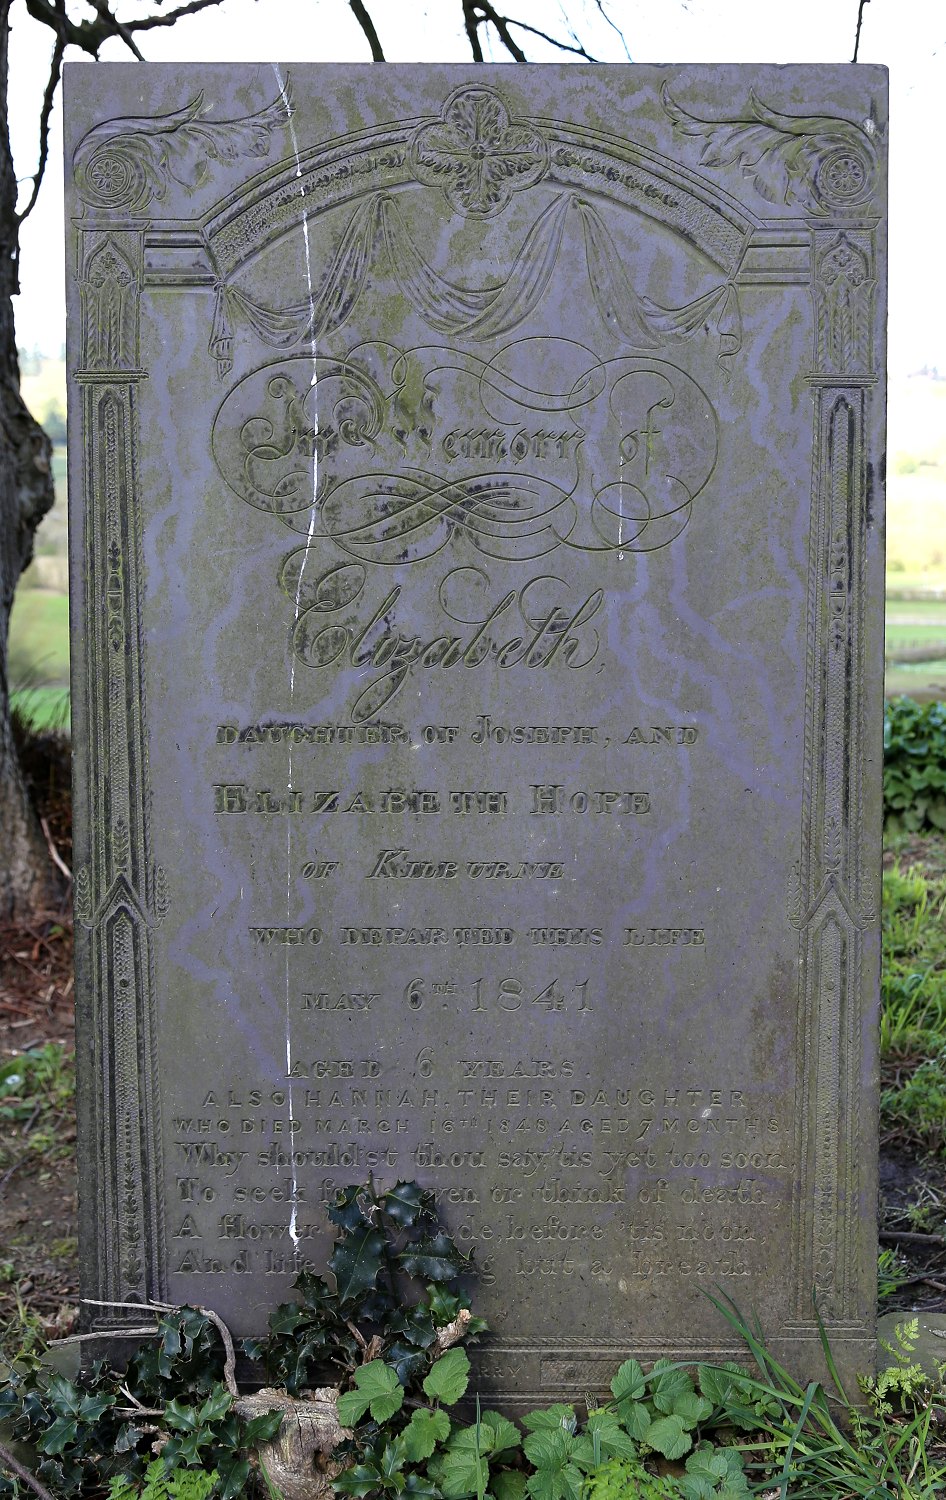 In Memory of
Elizabeth,
DAUGHTER OF JOSEPH, AND
ELIZABETH HOPE
OF KILBURNE
WHO DEPARTED THIS LIFE
MAY 6TH 1841
AGED 6 YEARS.
ALSO HANNAH, THEIR DAUGHTER
WHO DIED MARCH 16TH 1848 AGED 7 MONTHS.
Why should'st thou say 'tis yet too soon,
To seek for heaven or think of death,
A flower may fade, before 'tis noon,
And life but a breath